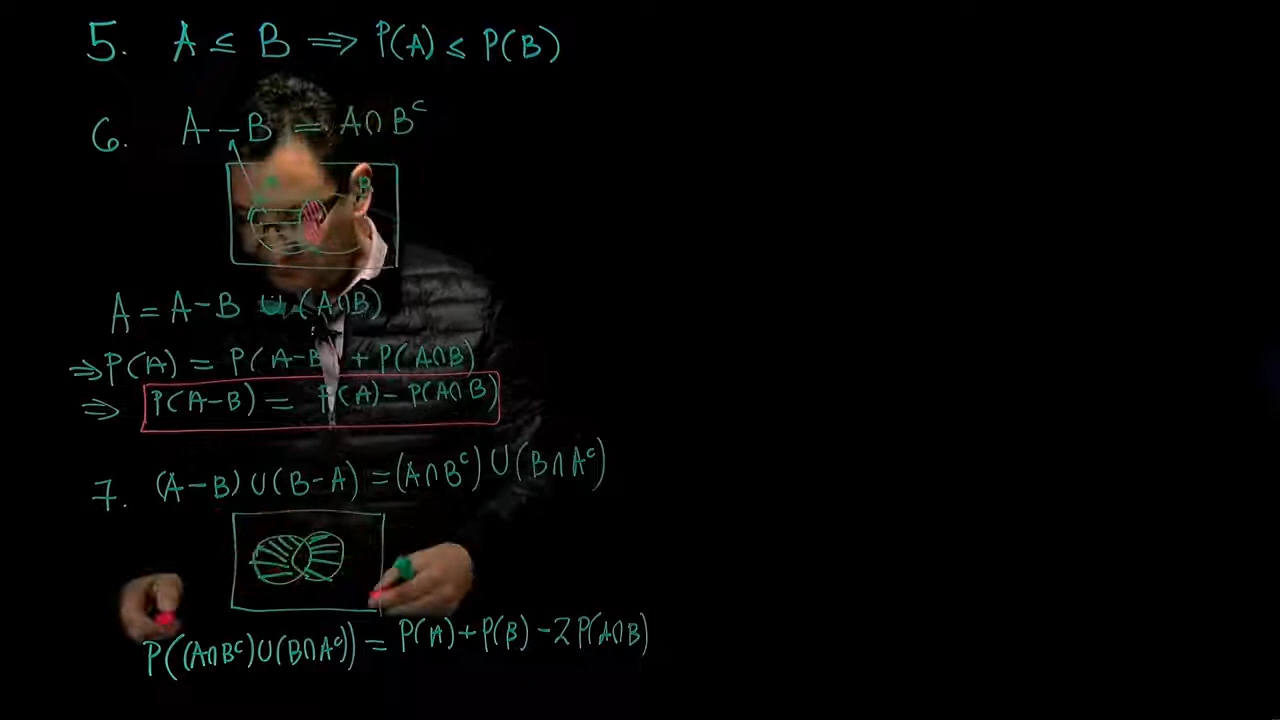 5. A ≤ B ⇒ P(A) ≤ P(B)
6. A - B = A∩B^c
A B
A = A-B ∪ (A∩B)
⇒ P(A) = P(A-B) + P(A∩B)
⇒ P(A-B) = P(A) - P(A∩B)
7. (A-B) ∪ (B-A) = (A∩B^c) ∪ (B∩A^c)
P((A∩B^c)∪(B∩A^c)) = P(A)+P(B)-2P(A∩B)